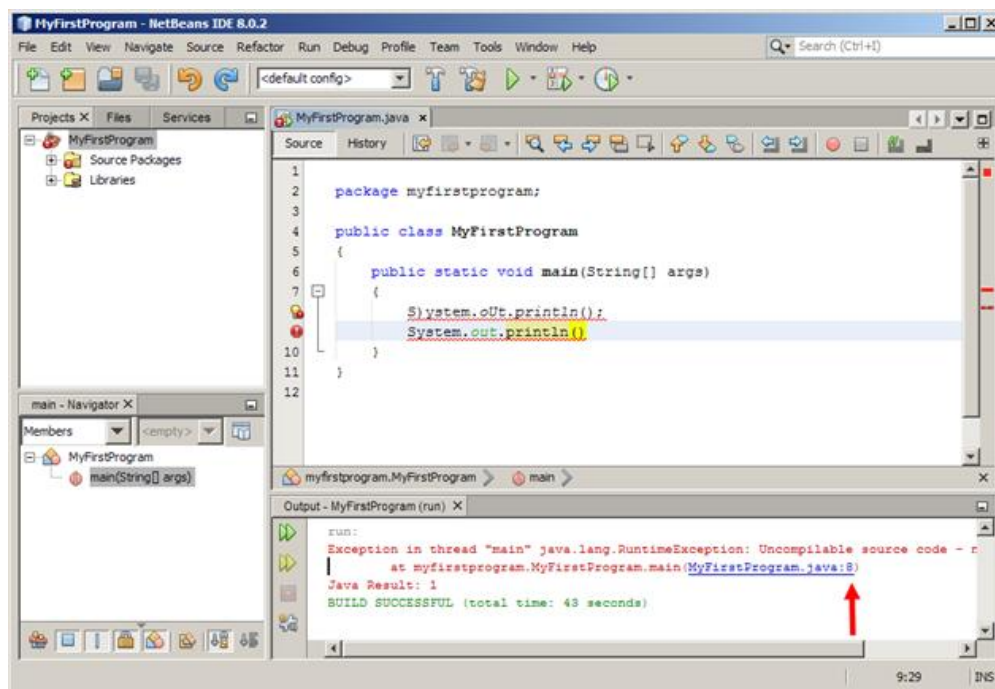 MyFirstProgram - NetBeans IDE 8.0.2
File Edit View Navigate Source Refactor Run Debug Profile Team Tools Window Help
Search (Ctrl+I)
<default config>
Projects X Files Services
MyFirstProgram
Source Packages
Libraries
MyFirstProgram.java x
Source History
1
2 package myfirstprogram;
3
4 public class MyFirstProgram
5 {
6 public static void main(String[] args)
7 {
S)ystem.oUt.println();
System.out.println()
10 }
11 }
12
main - Navigator X
Members <empty>
MyFirstProgram
main(String[] args)
myfirstprogram.MyFirstProgram main
Output - MyFirstProgram (run) X
run:
Exception in thread "main" java.lang.RuntimeException: Uncompilable source code -
at myfirstprogram.MyFirstProgram.main(MyFirstProgram.java:8)
Java Result: 1
BUILD SUCCESSFUL (total time: 43 seconds)
9:29 INS